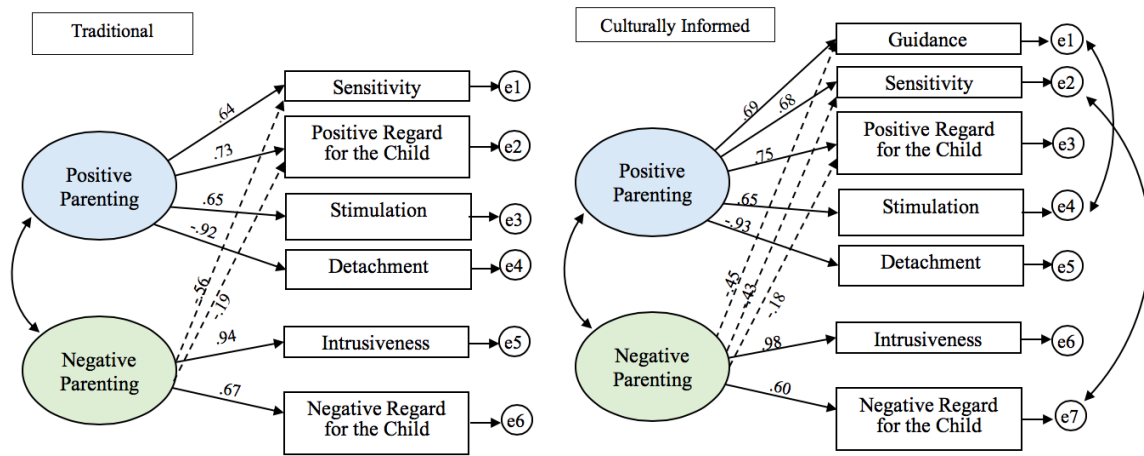 Traditional
Sensitivity
e1
Positive Regard
for the Child
e2
Stimulation
e3
Detachment
e4
Intrusiveness
e5
Negative Regard
for the Child
e6
Positive
Parenting
Negative
Parenting
.64
.73
.65
-.92
-.56
-.19
.94
.67
Culturally Informed
Guidance
e1
Sensitivity
e2
Positive Regard
for the Child
e3
Stimulation
e4
Detachment
e5
Intrusiveness
e6
Negative Regard
for the Child
e7
Positive
Parenting
Negative
Parenting
.69
.68
.75
.65
-.93
-.45
-.43
-.18
.98
.60